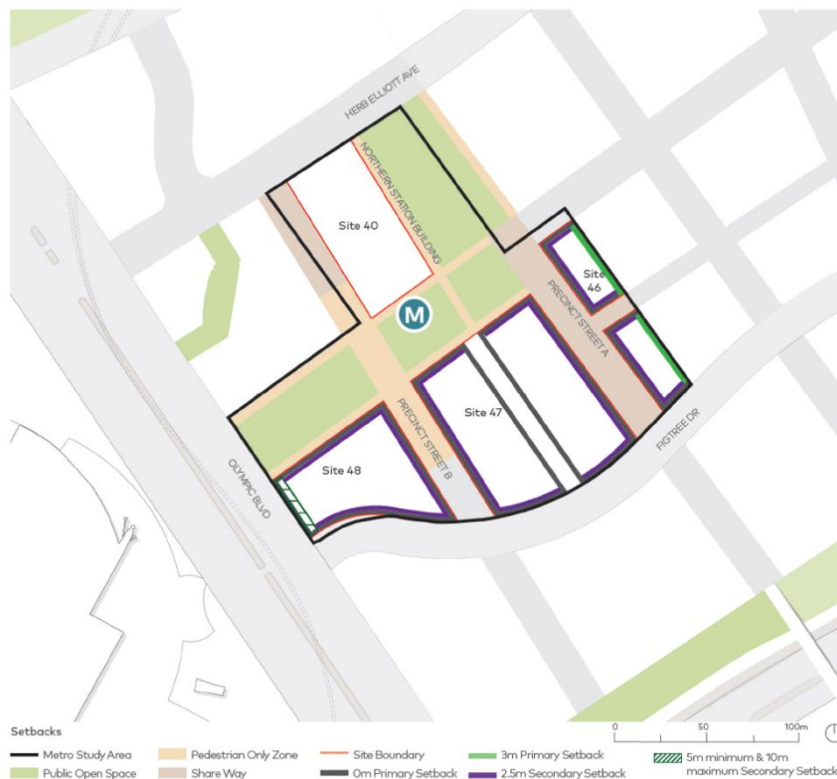 HERB ELLIOTT AVE
NORTHERN STATION BUILDING
Site 40
Site
46
M
PRECINCT STREET A
Site 47
PRECINCT STREET B
Site 48
OLYMPIC BLVD
FIGTREE DR
Setbacks
0 50 100m
Metro Study Area
Pedestrian Only Zone
Site Boundary
3m Primary Setback
5m minimum & 10m
maximum Secondary Setback
Public Open Space
Share Way
0m Primary Setback
2.5m Secondary Setback